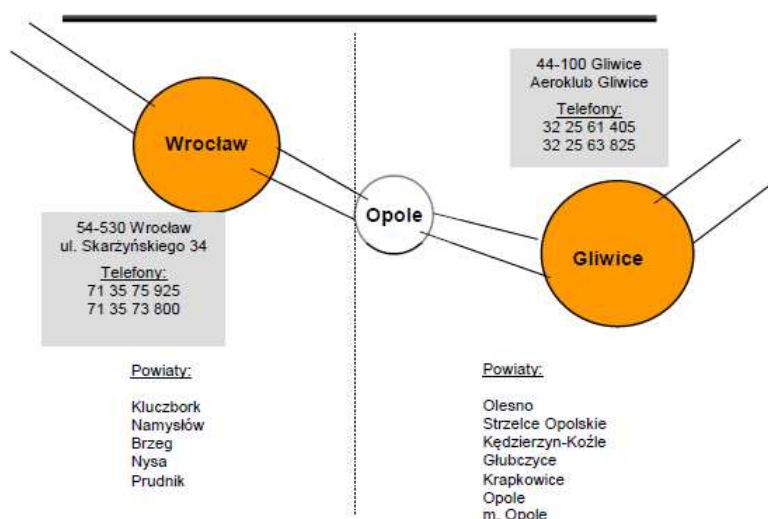 44-100 Gliwice
Aeroklub Gliwice
Telefony:
32 25 61 405
32 25 63 825
Wrocław
Opole
Gliwice
54-530 Wrocław
ul. Skarżyńskiego 34
Telefony:
71 35 75 925
71 35 73 800
Powiaty:
Kluczbork
Namysłów
Brzeg
Nysa
Prudnik
Powiaty:
Olesno
Strzelce Opolskie
Kędzierzyn-Koźle
Głubczyce
Krapkowice
Opole
m. Opole